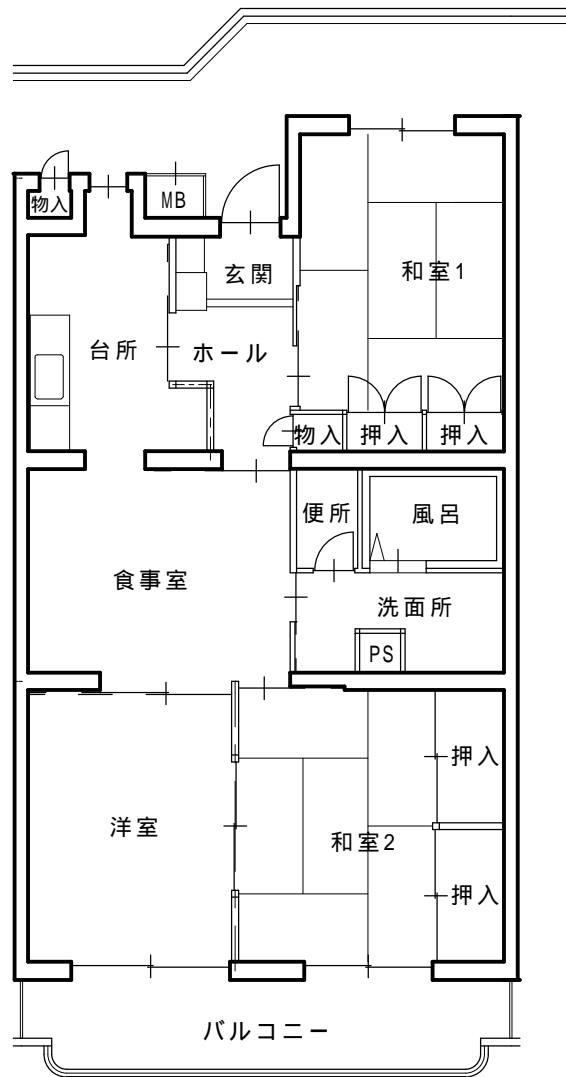 物入
MB
玄関
和室1
台所
ホール
物入
押入
押入
便所
風呂
食事室
洗面所
PS
押入
洋室
和室2
押入
バルコニー